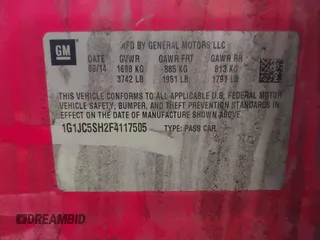 GM
MFD BY GENERAL MOTORS LLC
DATE GVWR GAWR FRT GAWR RR
09/14 1698 KG 885 KG 813 KG
3742 LB 1951 LB 1791 LB
THIS VEHICLE CONFORMS TO ALL APPLICABLE U.S. FEDERAL MOTOR
VEHICLE SAFETY, BUMPER, AND THEFT PREVENTION STANDARDS IN
EFFECT ON THE DATE OF MANUFACTURE SHOWN ABOVE.
1G1JC5SH2F4117505 TYPE: PASS CAR
DREAMBID